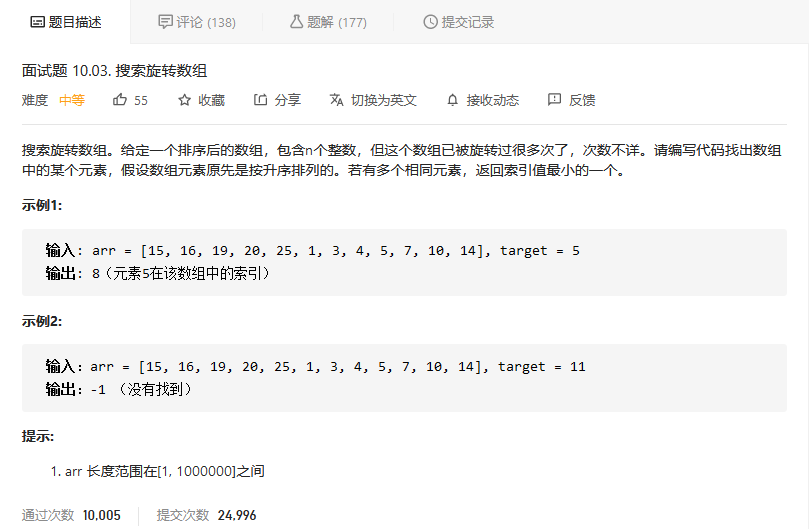 题目描述 评论 (138) 题解 (177) 提交记录
面试题 10.03. 搜索旋转数组
难度 中等 55 收藏 分享 切换为英文 接收动态 反馈
搜索旋转数组。给定一个排序后的数组，包含n个整数，但这个数组已被旋转过很多次了，次数不详。请编写代码找出数组
中的某个元素，假设数组元素原先是按升序排列的。若有多个相同元素，返回索引值最小的一个。
示例1:
输入: arr = [15, 16, 19, 20, 25, 1, 3, 4, 5, 7, 10, 14], target = 5
输出: 8（元素5在该数组中的索引）
示例2:
输入：arr = [15, 16, 19, 20, 25, 1, 3, 4, 5, 7, 10, 14], target = 11
输出：-1 （没有找到）
提示:
1. arr 长度范围在[1, 1000000]之间
通过次数 10,005 提交次数 24,996